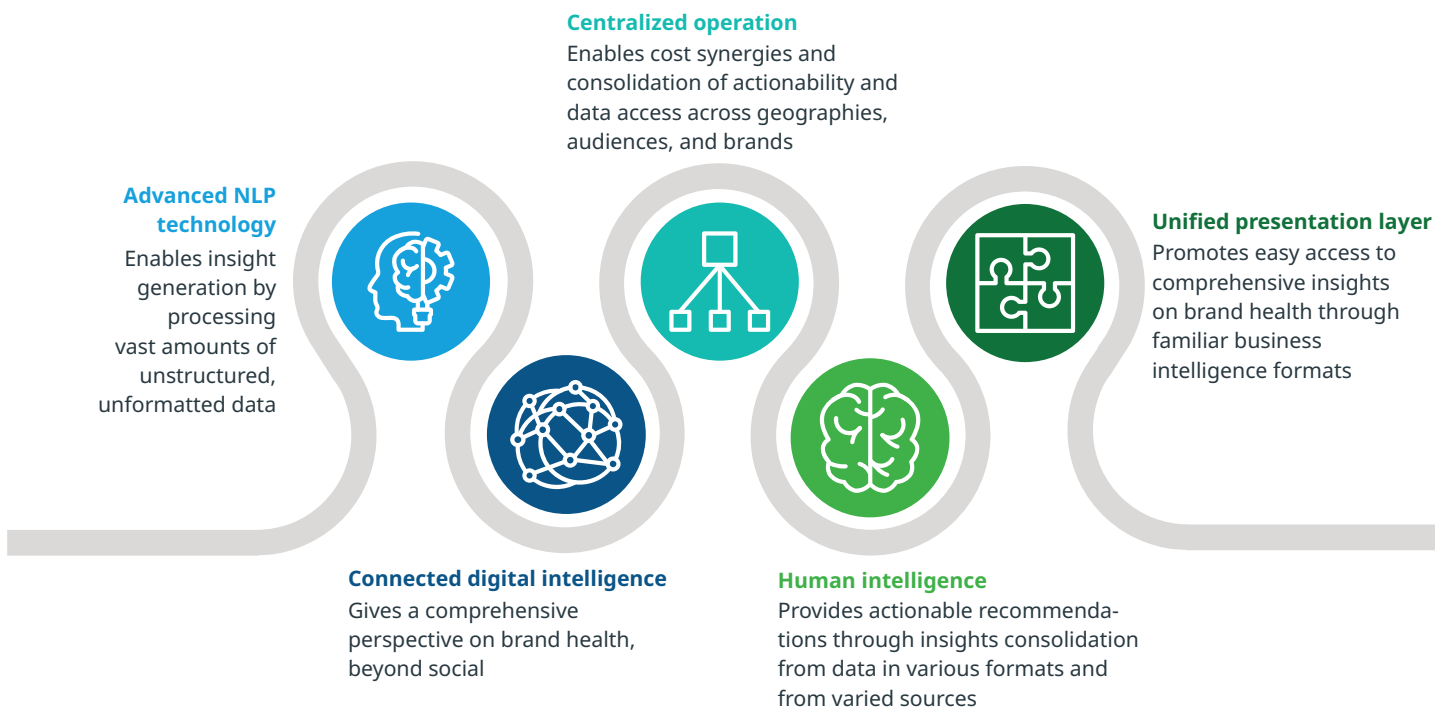 Advanced NLP
technology
Enables insight
generation by
processing
vast amounts of
unstructured,
unformatted data
Connected digital intelligence
Gives a comprehensive
perspective on brand health,
beyond social
Centralized operation
Enables cost synergies and
consolidation of actionability and
data access across geographies,
audiences, and brands
Human intelligence
Provides actionable recommenda-
tions through insights consolidation
from data in various formats and
from varied sources
Unified presentation layer
Promotes easy access to
comprehensive insights
on brand health through
familiar business
intelligence formats